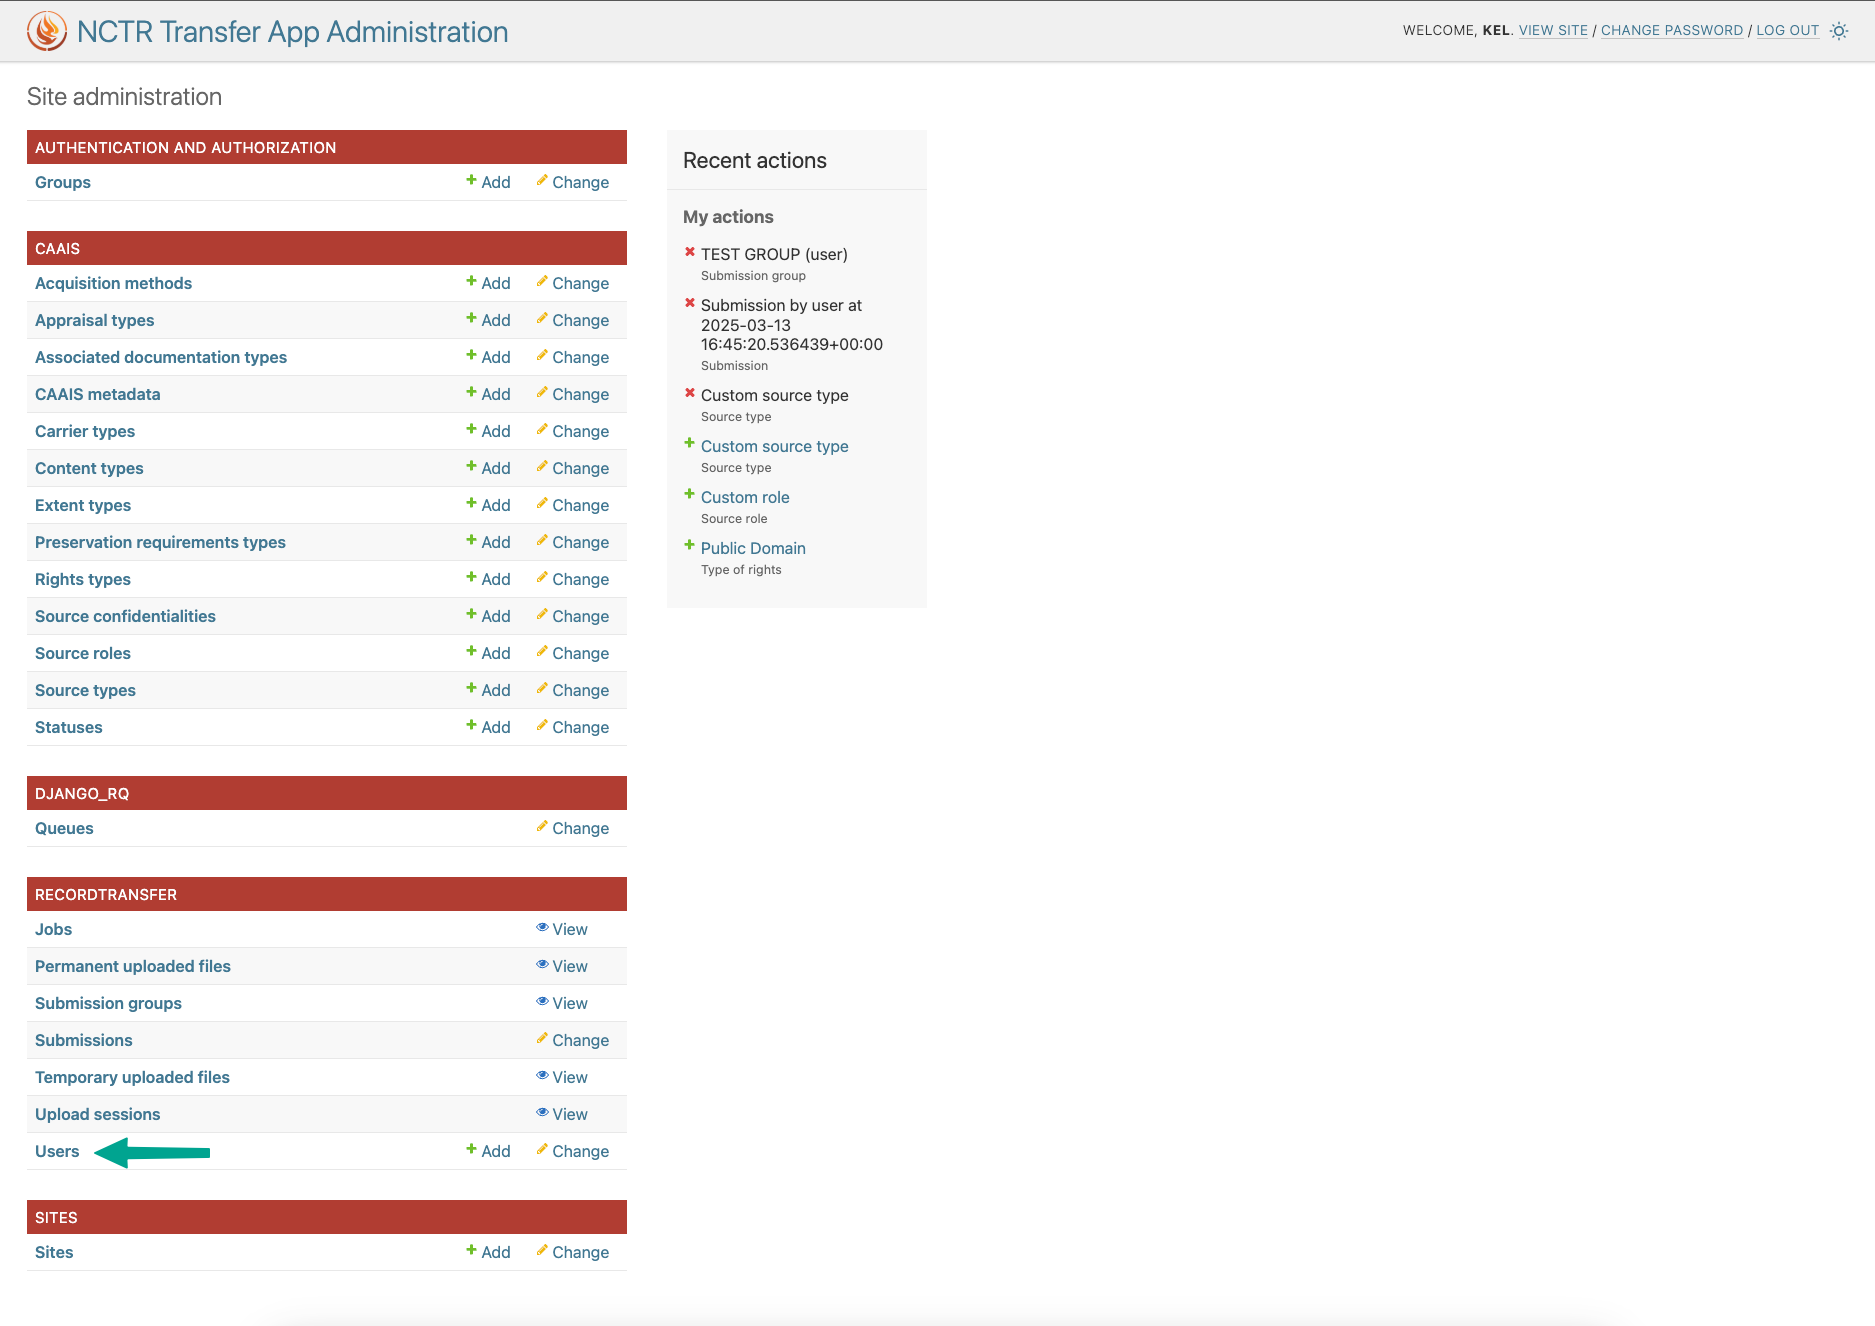 NCTR Transfer App Administration
WELCOME, KEL. VIEW SITE / CHANGE PASSWORD / LOG OUT
Site administration
AUTHENTICATION AND AUTHORIZATION
Groups Add Change
CAAIS
Acquisition methods Add Change
Appraisal types Add Change
Associated documentation types Add Change
CAAIS metadata Add Change
Carrier types Add Change
Content types Add Change
Extent types Add Change
Preservation requirements types Add Change
Rights types Add Change
Source confidentialities Add Change
Source roles Add Change
Source types Add Change
Statuses Add Change
DJANGO_RQ
Queues Change
RECORDTRANSFER
Jobs View
Permanent uploaded files View
Submission groups View
Submissions Change
Temporary uploaded files View
Upload sessions View
Users Add Change
SITES
Sites Add Change
Recent actions
My actions
TEST GROUP (user)
Submission group
Submission by user at
2025-03-13
16:45:20.536439+00:00
Submission
Custom source type
Source type
Custom source type
Source type
Custom role
Source role
Public Domain
Type of rights